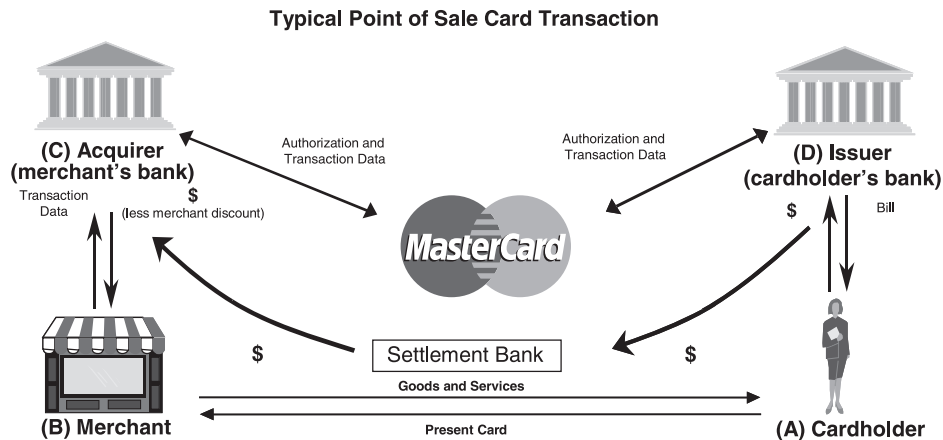 Typical Point of Sale Card Transaction
(C) Acquirer
(merchant's bank)
Authorization and
Transaction Data
Authorization and
Transaction Data
(D) Issuer
(cardholder's bank)
Transaction
Data
$
(less merchant discount)
MasterCard
$
Bill
$
Settlement Bank
$
Goods and Services
Present Card
(B) Merchant
(A) Cardholder